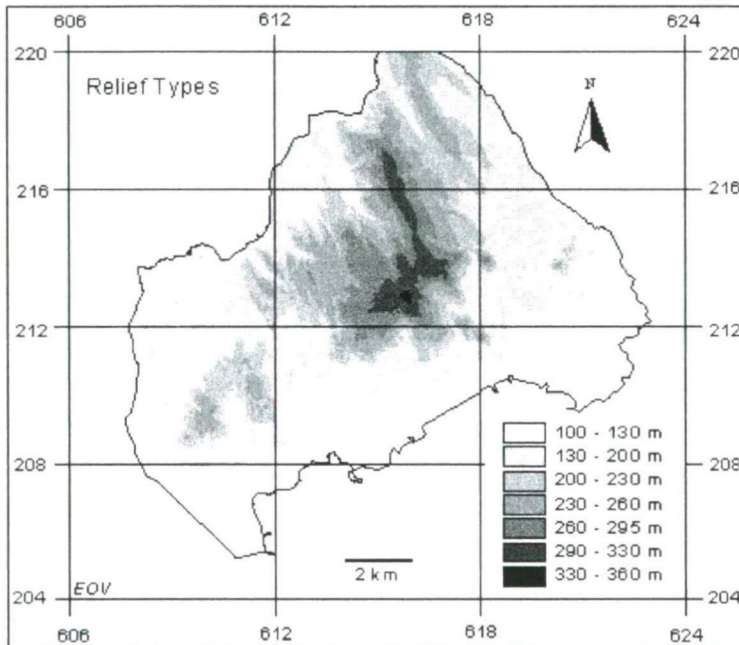 606 612 618 624
220 220
Relief Types
N
216 216
212 212
100 - 130 m
130 - 200 m
208 208
200 - 230 m
230 - 260 m
260 - 295 m
290 - 330 m
2 km
330 - 360 m
EOV
204 204
606 612 618 624